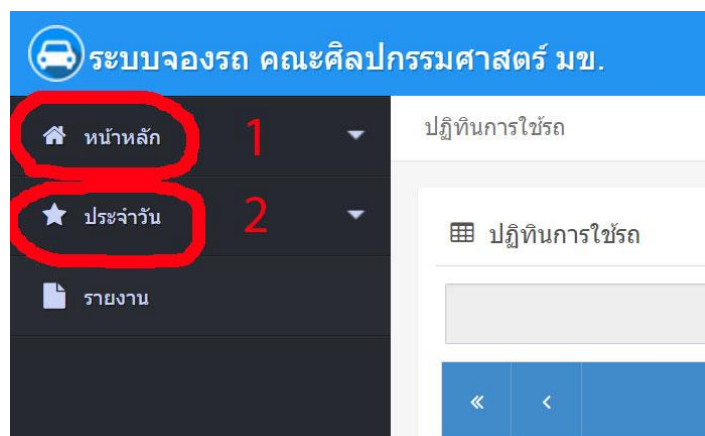 ระบบจองรถ คณะศิลปกรรมศาสตร์ มข.
หน้าหลัก 1
ประจำวัน 2
รายงาน
ปฏิทินการใช้รถ
ปฏิทินการใช้รถ
« ‹